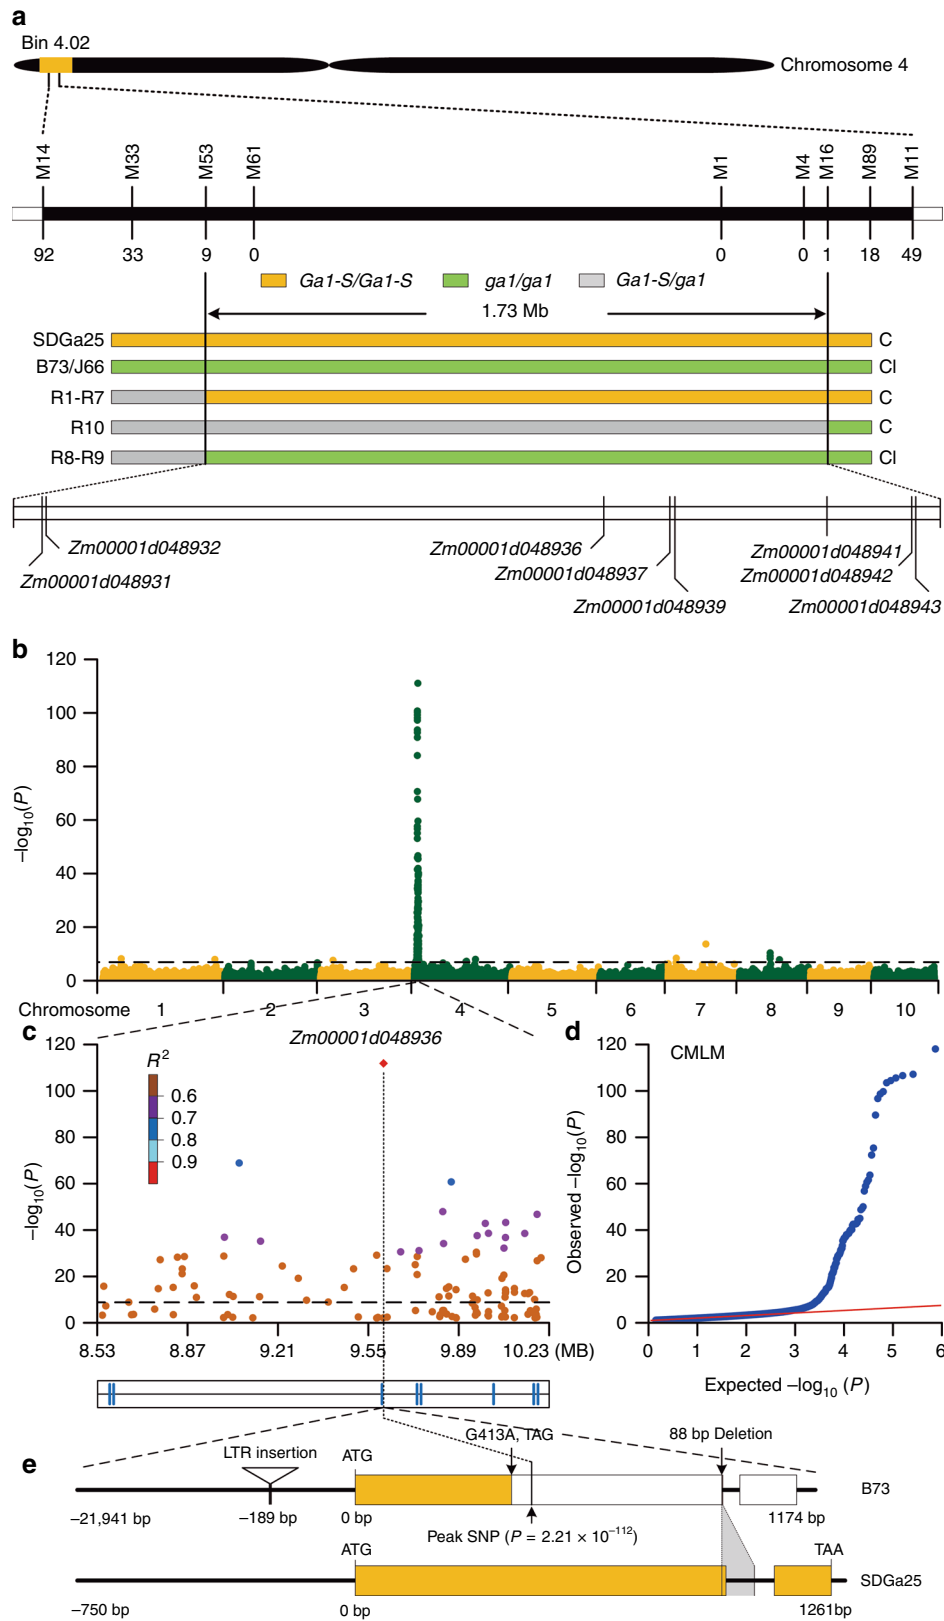 a
Bin 4.02
Chromosome 4
M14 M33 M53 M61 M1 M4 M16 M89 M11
92 33 9 0 0 0 1 18 49
Ga1-S/Ga1-S ga1/ga1 Ga1-S/ga1
1.73 Mb
SDGa25 C
B73/J66 CI
R1-R7 C
R10 C
R8-R9 CI
Zm00001d048932 Zm00001d048936 Zm00001d048941
Zm00001d048931 Zm00001d048937 Zm00001d048942
Zm00001d048939 Zm00001d048943
b
120
100
80
60
40
20
0
–log10(P)
Chromosome 1 2 3 4 5 6 7 8 9 10
c
Zm00001d048936
120
100
80
60
40
20
0
–log10(P)
R2
0.6
0.7
0.8
0.9
8.53 8.87 9.21 9.55 9.89 10.23 (MB)
d
CMLM
120
100
80
60
40
20
0
Observed –log10(P)
0 1 2 3 4 5 6
Expected –log10 (P)
e
LTR insertion ATG G413A, TAG 88 bp Deletion
B73
–21,941 bp –189 bp 0 bp 1174 bp
Peak SNP (P = 2.21 × 10−112)
ATG TAA
SDGa25
–750 bp 0 bp 1261bp